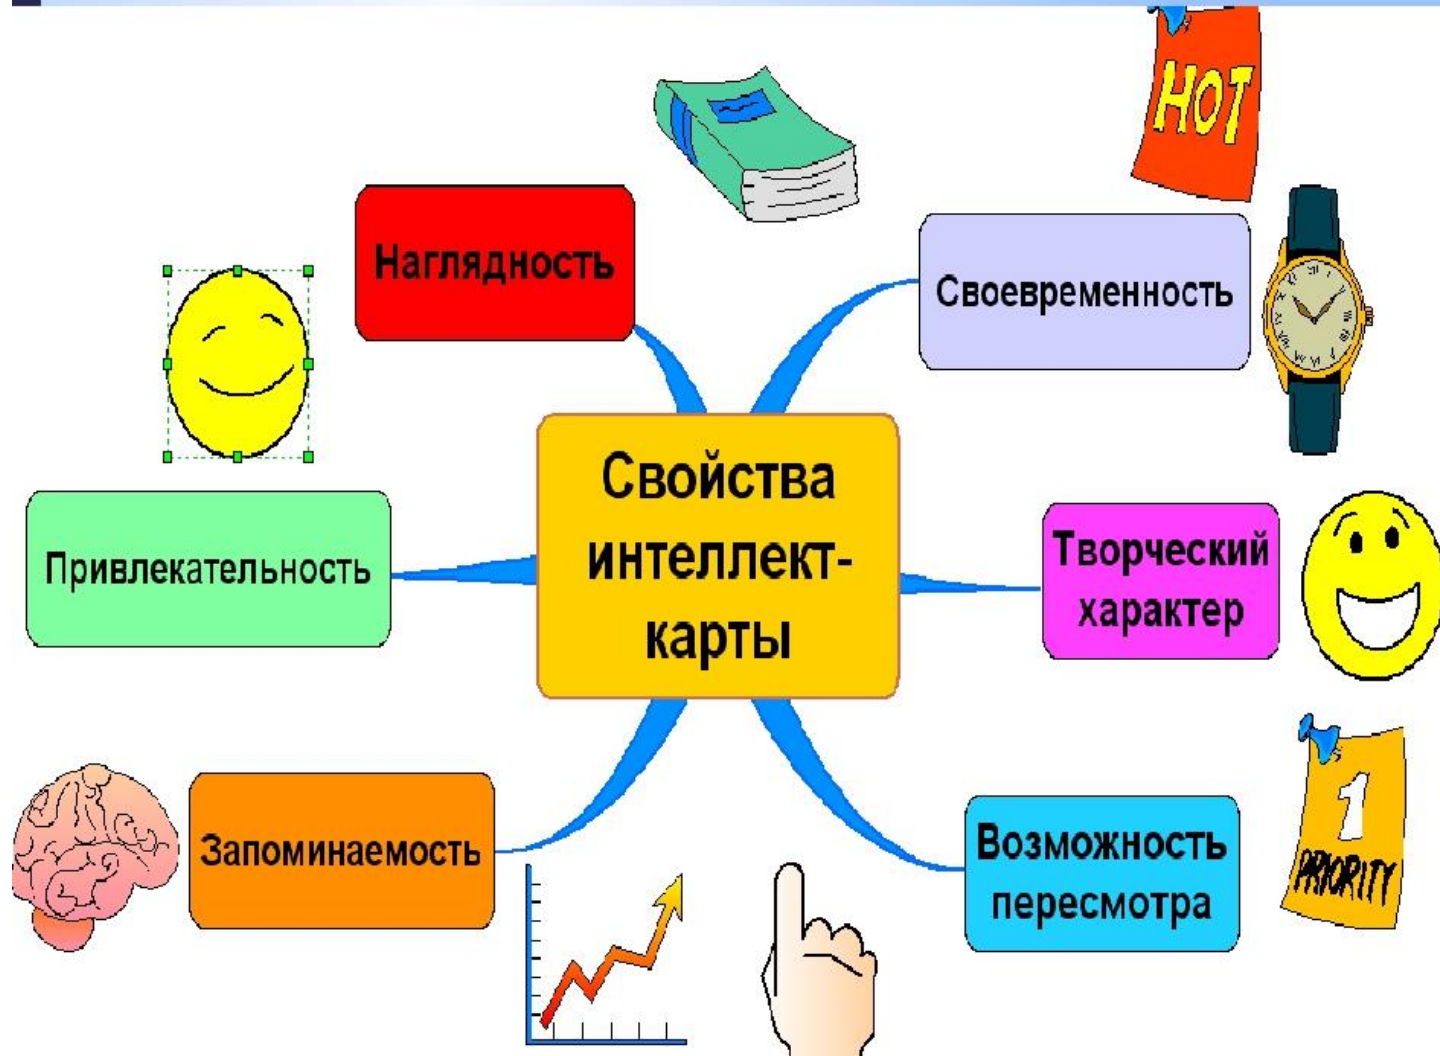 HOT
Наглядность
Своевременность
Свойства
интеллект-
карты
Привлекательность
Творческий
характер
Запоминаемость
Возможность
пересмотра
1
PRIORITY